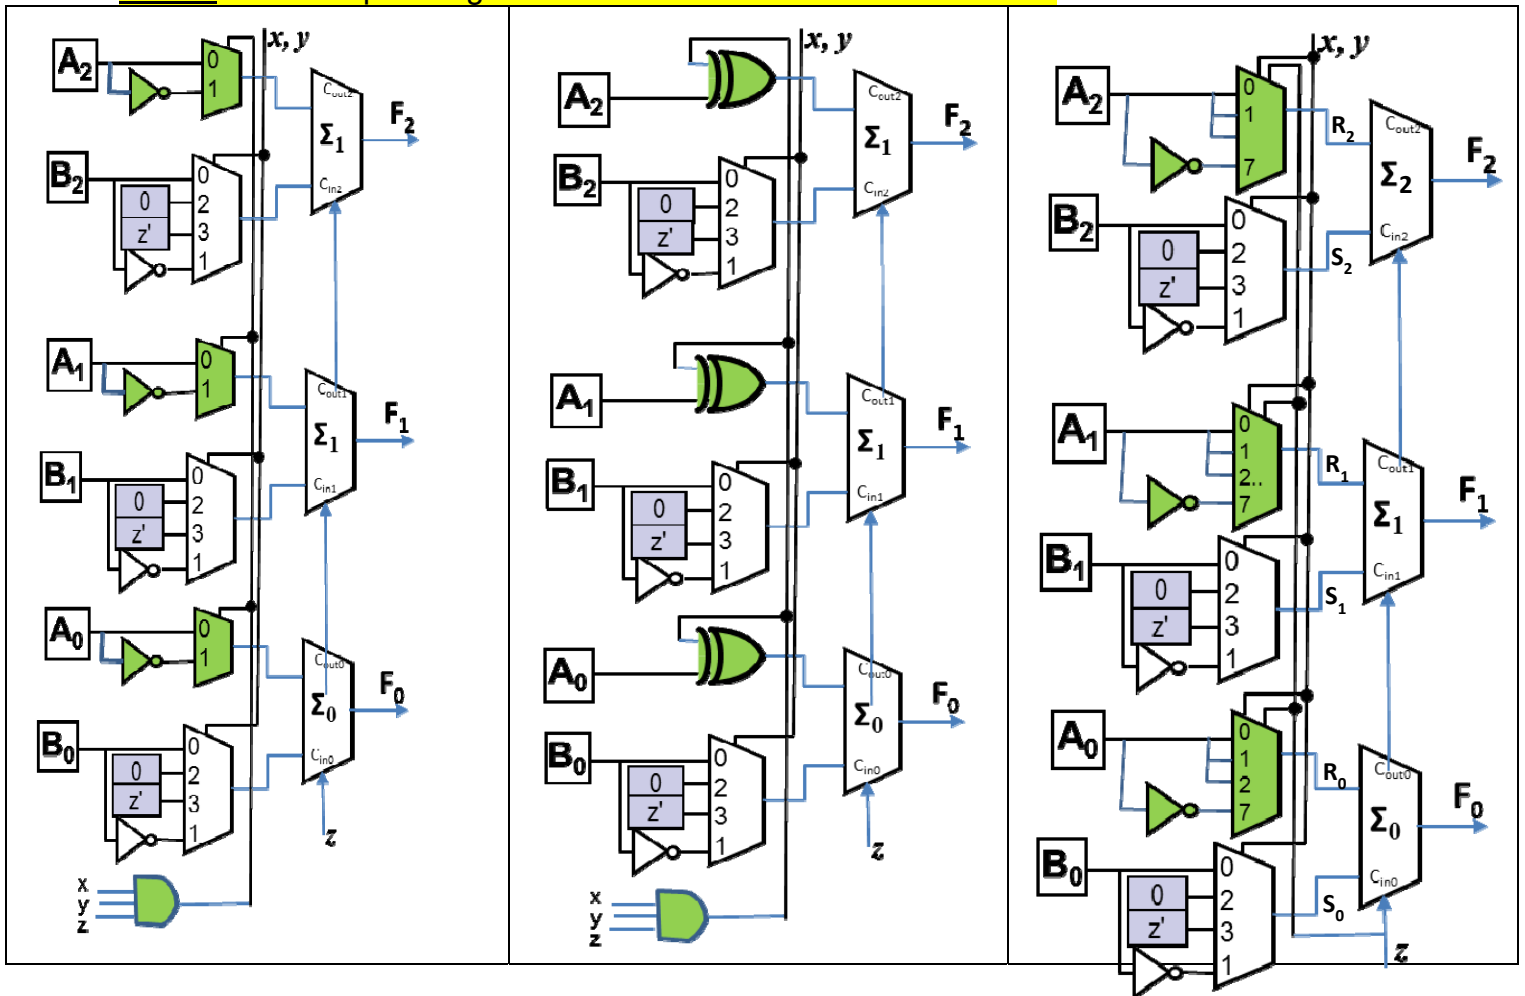 x, y
A2
0
1
Cout2
Σ1
Cin2
F2
B2
0
0
2
z'
3
1
A1
0
1
Cout1
Σ1
Cin1
F1
B1
0
0
2
z'
3
1
A0
0
1
Cout0
Σ0
Cin0
F0
B0
0
0
2
z'
3
1
z
x
y
z
x, y
A2
Cout2
Σ1
Cin2
F2
B2
0
0
2
z'
3
1
A1
Cout1
Σ1
Cin1
F1
B1
0
0
2
z'
3
1
A0
Cout0
Σ0
Cin0
F0
B0
0
0
2
z'
3
1
z
x
y
z
x, y
A2
0
1
7
R2
Cout2
Σ2
Cin2
F2
B2
0
0
2
z'
3
1
S2
A1
0
1
2..
7
R1
Cout1
Σ1
Cin1
F1
B1
0
0
2
z'
3
1
S1
A0
0
1
2
7
R0
Cout0
Σ0
Cin0
F0
B0
0
0
2
z'
3
1
S0
z